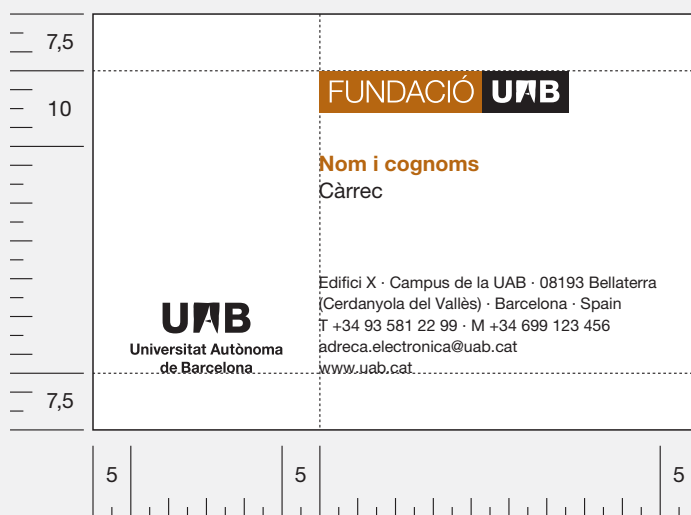 7,5
10
7,5
FUNDACIÓ UAB
Nom i cognoms
Càrrec
Edifici X · Campus de la UAB · 08193 Bellaterra
(Cerdanyola del Vallès) · Barcelona · Spain
T +34 93 581 22 99 · M +34 699 123 456
adreca.electronica@uab.cat
www.uab.cat
UAB
Universitat Autònoma
de Barcelona
5
5
5